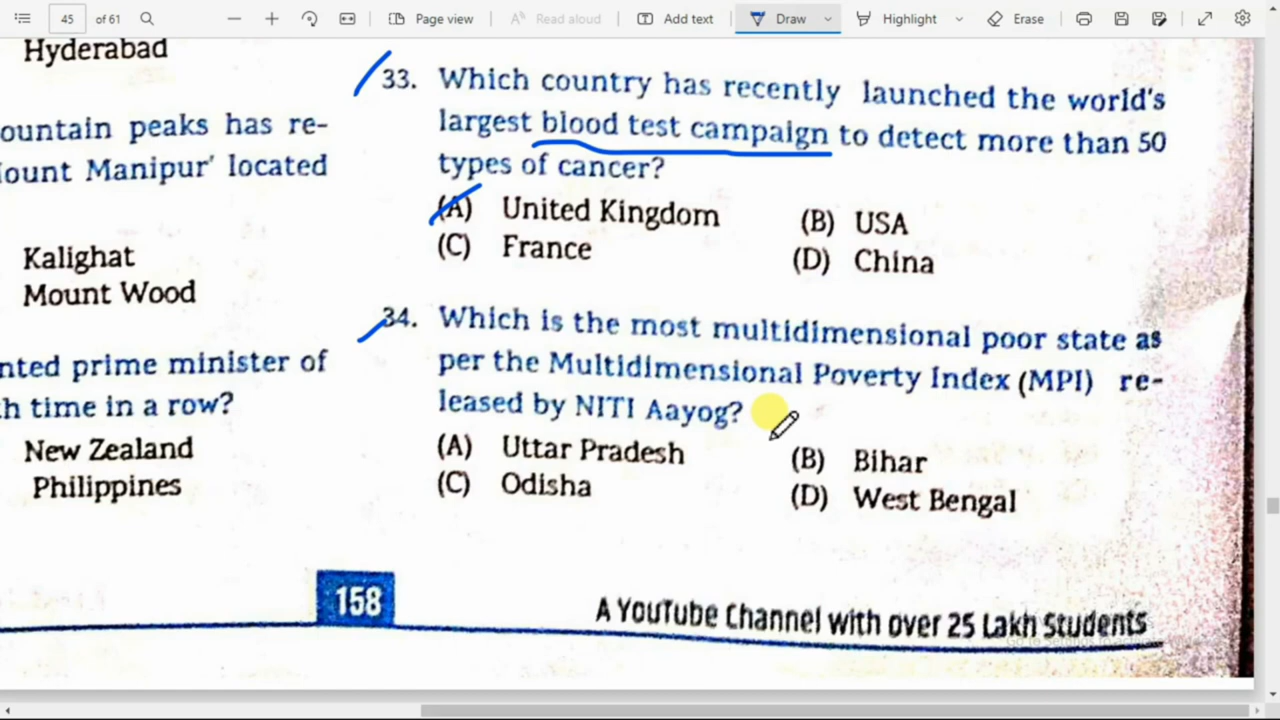 45 of 61 Page view Read aloud Add text Draw Highlight Erase
Hyderabad
ountain peaks has re-
ount Manipur' located
Kalighat
Mount Wood
nted prime minister of
h time in a row?
New Zealand
Philippines
33. Which country has recently launched the world's
largest blood test campaign to detect more than 50
types of cancer?
(A) United Kingdom (B) USA
(C) France (D) China
34. Which is the most multidimensional poor state as
per the Multidimensional Poverty Index (MPI) re-
leased by NITI Aayog?
(A) Uttar Pradesh (B) Bihar
(C) Odisha (D) West Bengal
158
A YouTube Channel with over 25 Lakh Students